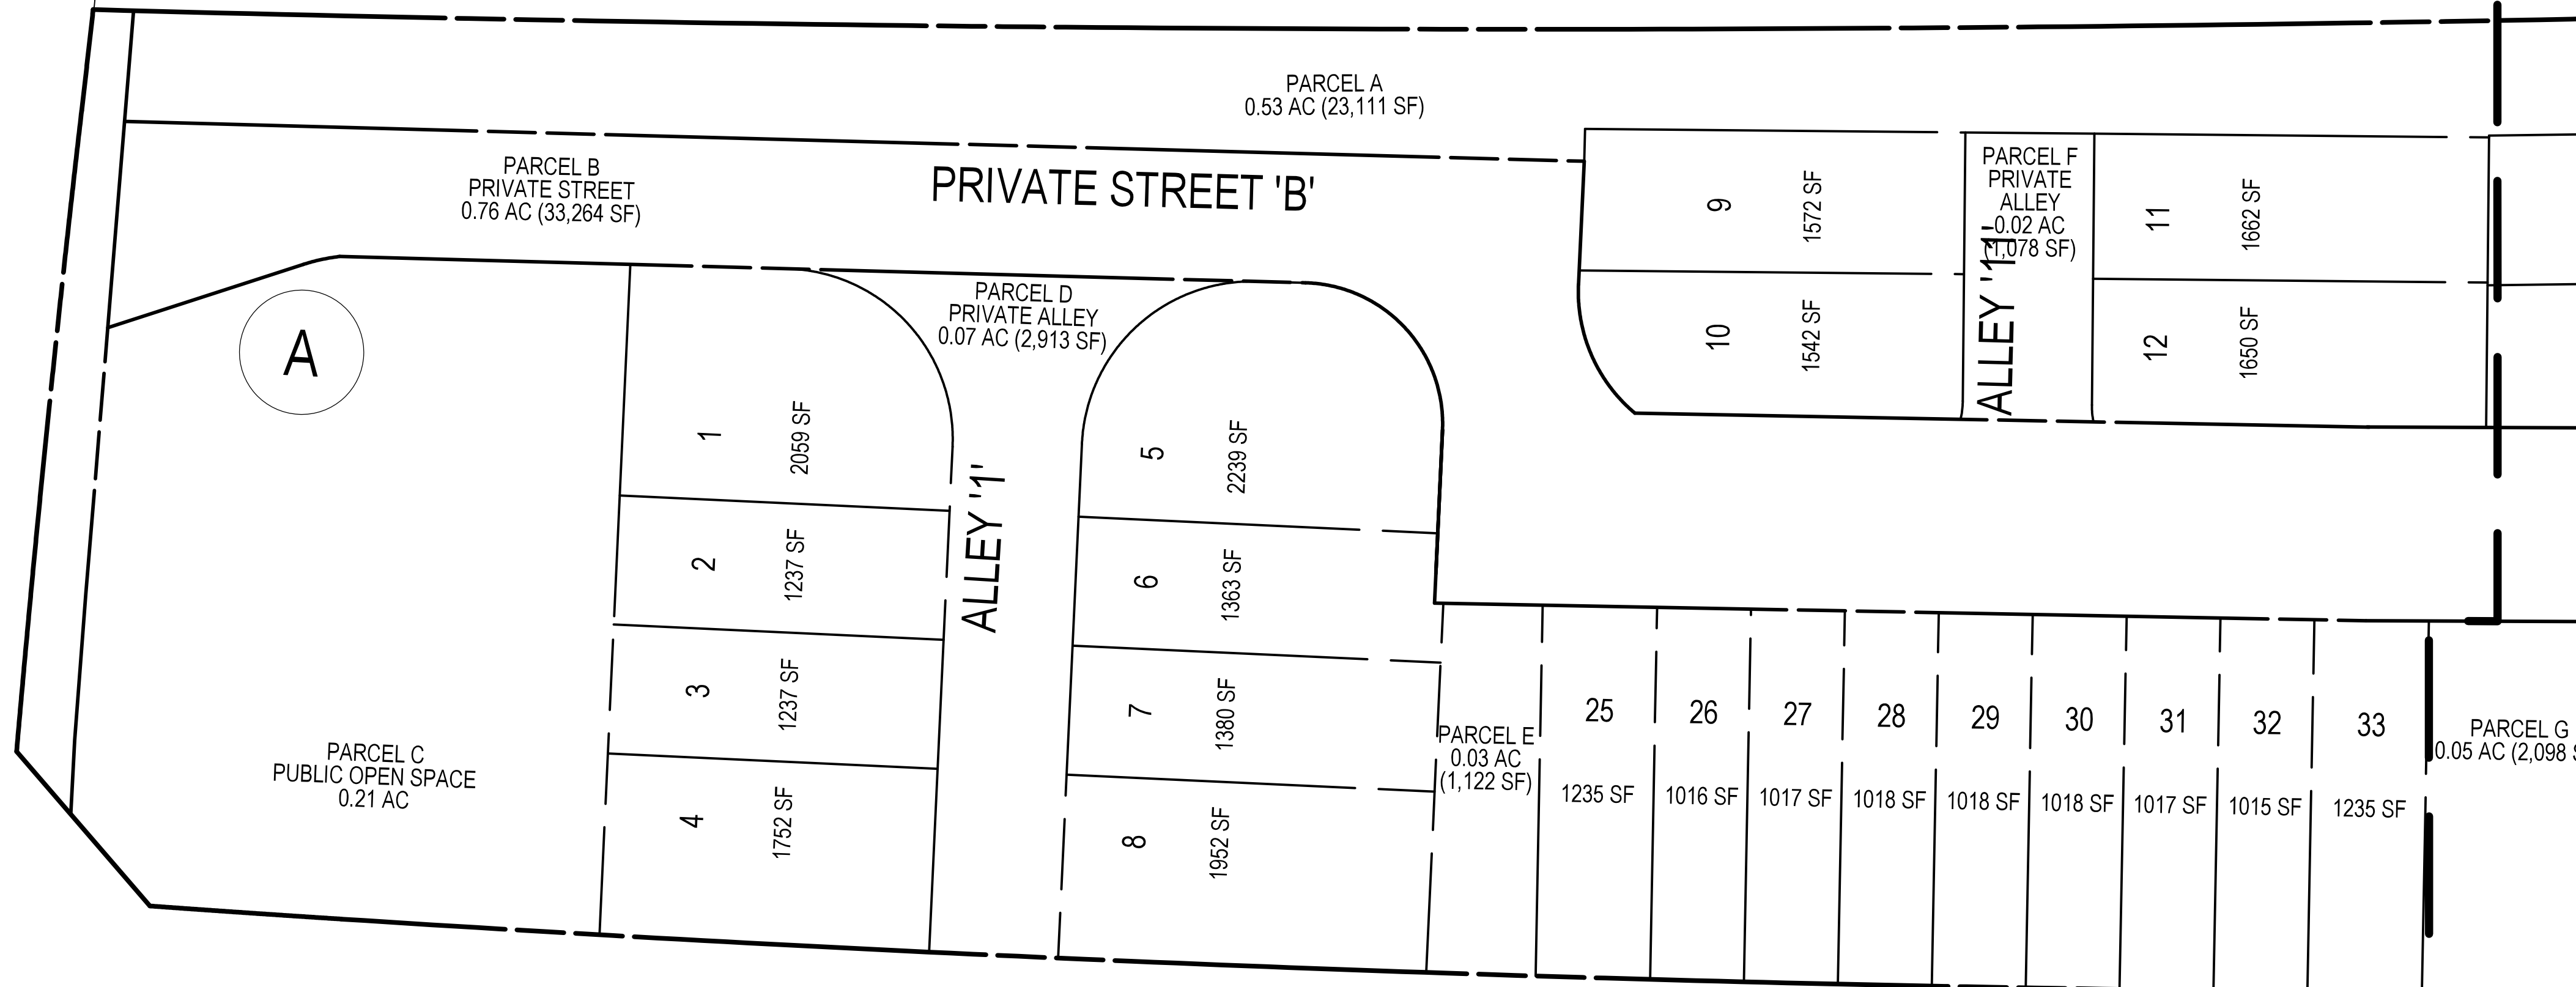 PARCEL A
0.53 AC (23,111 SF)
PARCEL B
PRIVATE STREET
0.76 AC (33,264 SF)
PRIVATE STREET 'B'
9
1572 SF
PARCEL F
PRIVATE
ALLEY
0.02 AC
(1,078 SF)
11
1662 SF
10
1542 SF
ALLEY '1'
12
1650 SF
A
PARCEL D
PRIVATE ALLEY
0.07 AC (2,913 SF)
1
2059 SF
ALLEY '1'
5
2239 SF
2
1237 SF
6
1363 SF
3
1237 SF
7
1380 SF
4
1752 SF
8
1952 SF
PARCEL C
PUBLIC OPEN SPACE
0.21 AC
PARCEL E
0.03 AC
(1,122 SF)
25
1235 SF
26
1016 SF
27
1017 SF
28
1018 SF
29
1018 SF
30
1018 SF
31
1017 SF
32
1015 SF
33
1235 SF
PARCEL G
0.05 AC (2,098 S